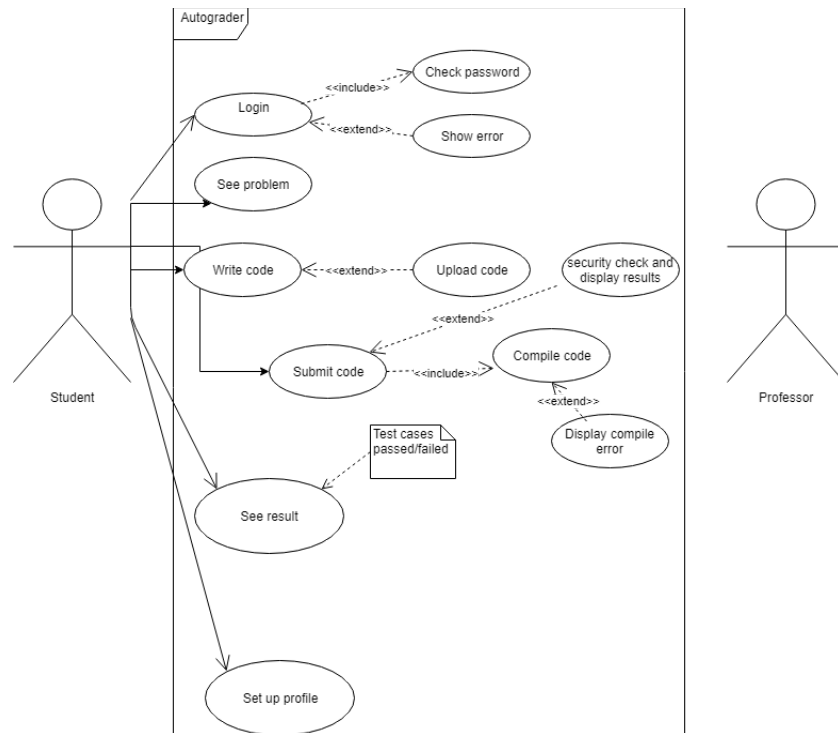 Autograder
Check password
<<include>>
Login
<<extend>>
Show error
See problem
Write code
<<extend>>
Upload code
security check and
display results
<<extend>>
Submit code
<<include>>
Compile code
Student
Professor
<<extend>>
Test cases
passed/failed
Display compile
error
See result
Set up profile